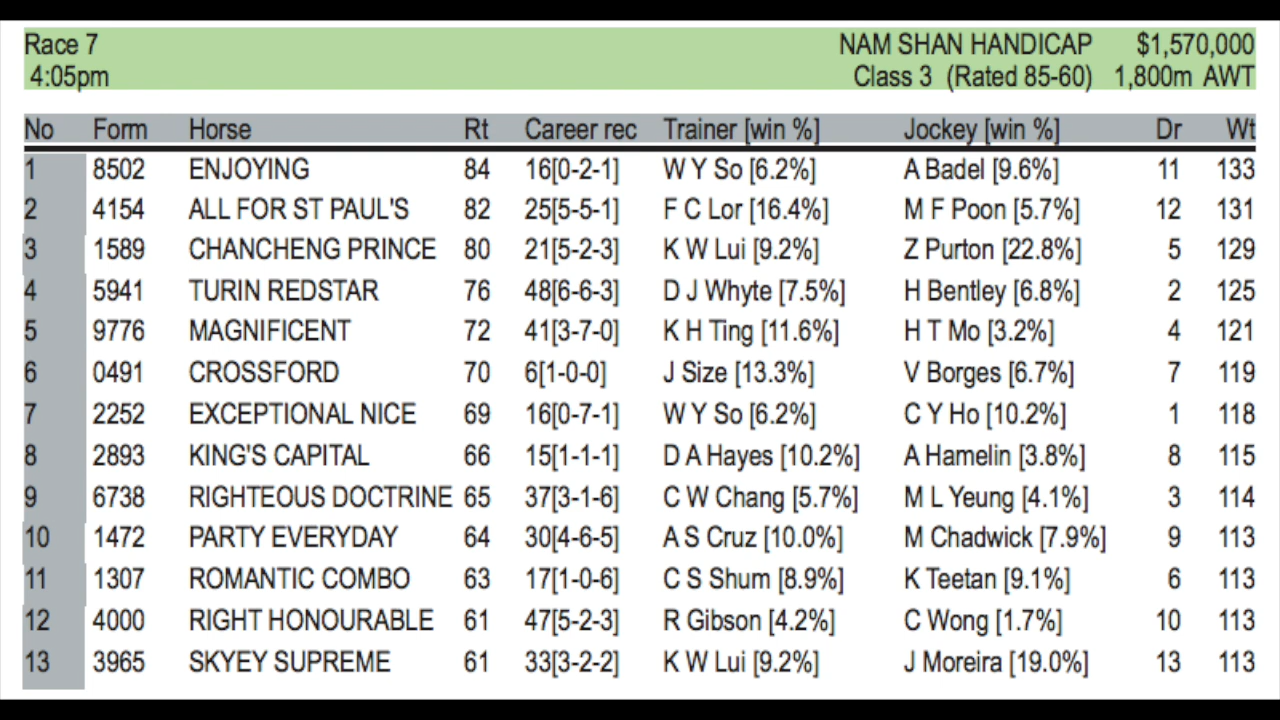 Race 7 NAM SHAN HANDICAP $1,570,000
4:05pm Class 3 (Rated 85-60) 1,800m AWT
No Form Horse Rt Career rec Trainer [win %] Jockey [win %] Dr Wt
1 8502 ENJOYING 84 16[0-2-1] W Y So [6.2%] A Badel [9.6%] 11 133
2 4154 ALL FOR ST PAUL'S 82 25[5-5-1] F C Lor [16.4%] M F Poon [5.7%] 12 131
3 1589 CHANCHENG PRINCE 80 21[5-2-3] K W Lui [9.2%] Z Purton [22.8%] 5 129
4 5941 TURIN REDSTAR 76 48[6-6-3] D J Whyte [7.5%] H Bentley [6.8%] 2 125
5 9776 MAGNIFICENT 72 41[3-7-0] K H Ting [11.6%] H T Mo [3.2%] 4 121
6 0491 CROSSFORD 70 6[1-0-0] J Size [13.3%] V Borges [6.7%] 7 119
7 2252 EXCEPTIONAL NICE 69 16[0-7-1] W Y So [6.2%] C Y Ho [10.2%] 1 118
8 2893 KING'S CAPITAL 66 15[1-1-1] D A Hayes [10.2%] A Hamelin [3.8%] 8 115
9 6738 RIGHTEOUS DOCTRINE 65 37[3-1-6] C W Chang [5.7%] M L Yeung [4.1%] 3 114
10 1472 PARTY EVERYDAY 64 30[4-6-5] A S Cruz [10.0%] M Chadwick [7.9%] 9 113
11 1307 ROMANTIC COMBO 63 17[1-0-6] C S Shum [8.9%] K Teetan [9.1%] 6 113
12 4000 RIGHT HONOURABLE 61 47[5-2-3] R Gibson [4.2%] C Wong [1.7%] 10 113
13 3965 SKYEY SUPREME 61 33[3-2-2] K W Lui [9.2%] J Moreira [19.0%] 13 113